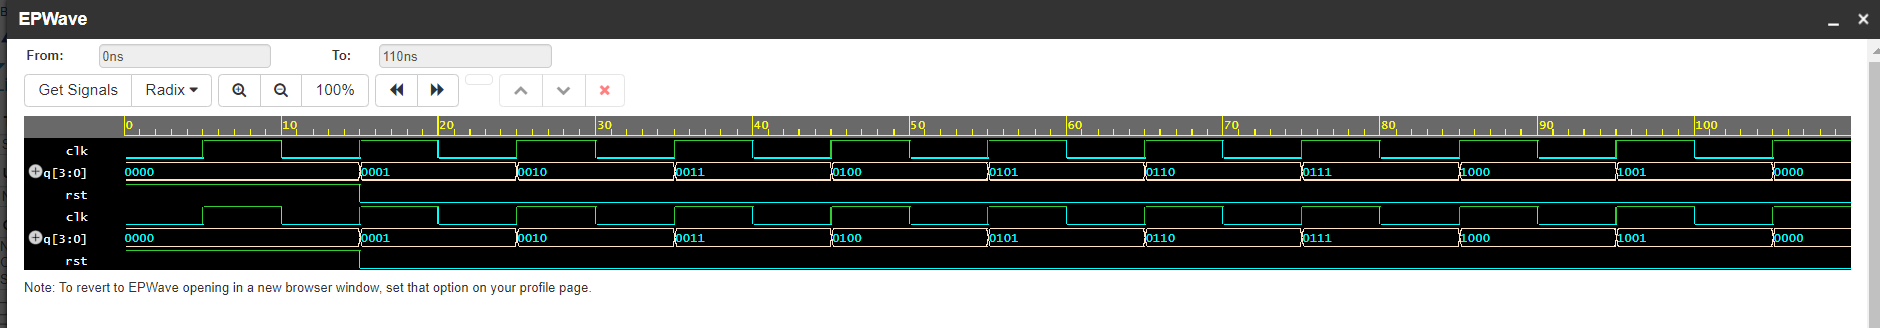 EPWave
From: 0ns To: 110ns
Get Signals Radix 100%
0 10 20 30 40 50 60 70 80 90 100
clk
q[3:0] 0000 0001 0010 0011 0100 0101 0110 0111 1000 1001 0000
rst
clk
q[3:0] 0000 0001 0010 0011 0100 0101 0110 0111 1000 1001 0000
rst
Note: To revert to EPWave opening in a new browser window, set that option on your profile page.